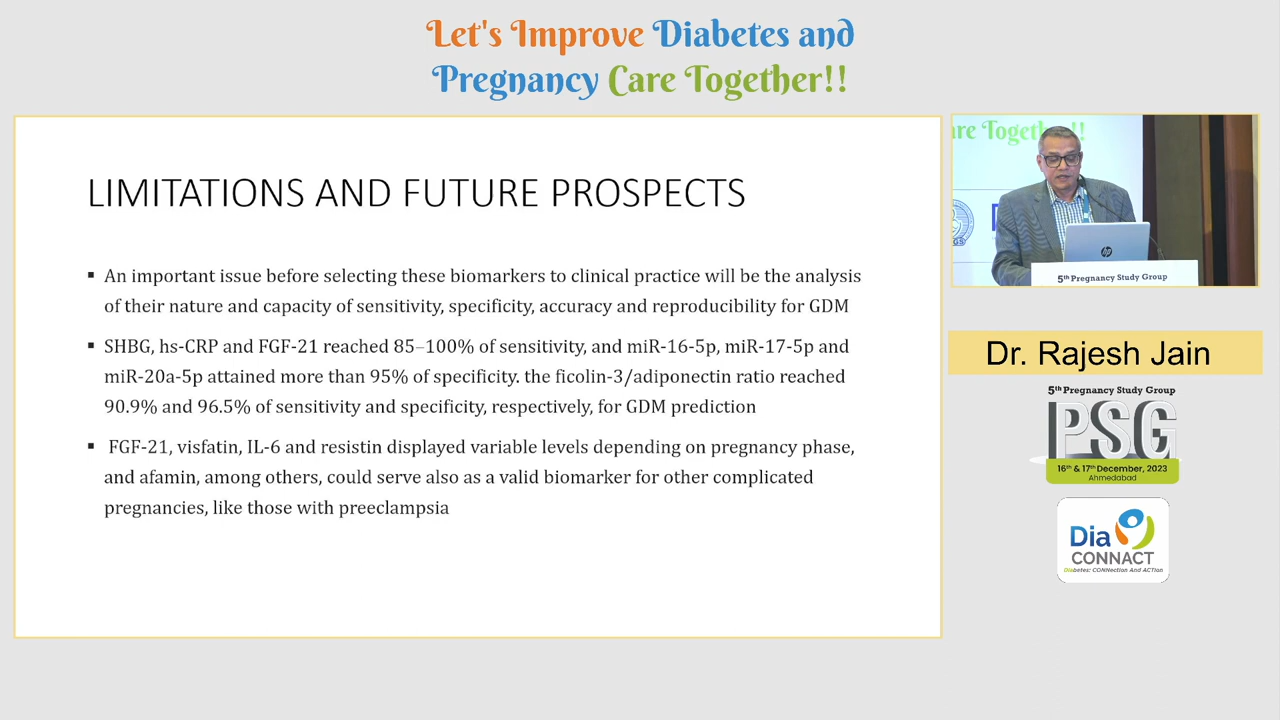 Let's Improve Diabetes and
Pregnancy Care Together!!
LIMITATIONS AND FUTURE PROSPECTS
▪ An important issue before selecting these biomarkers to clinical practice will be the analysis
of their nature and capacity of sensitivity, specificity, accuracy and reproducibility for GDM
▪ SHBG, hs-CRP and FGF-21 reached 85–100% of sensitivity, and miR-16-5p, miR-17-5p and
miR-20a-5p attained more than 95% of specificity. the ficolin-3/adiponectin ratio reached
90.9% and 96.5% of sensitivity and specificity, respectively, for GDM prediction
▪ FGF-21, visfatin, IL-6 and resistin displayed variable levels depending on pregnancy phase,
and afamin, among others, could serve also as a valid biomarker for other complicated
pregnancies, like those with preeclampsia
are Together!!
hp
5th Pregnancy Study Group
Dr. Rajesh Jain
5th Pregnancy Study Group
PSG
16th & 17th December, 2023
Ahmedabad
Dia
CONNACT
Diabetes: CONNection And ACTion